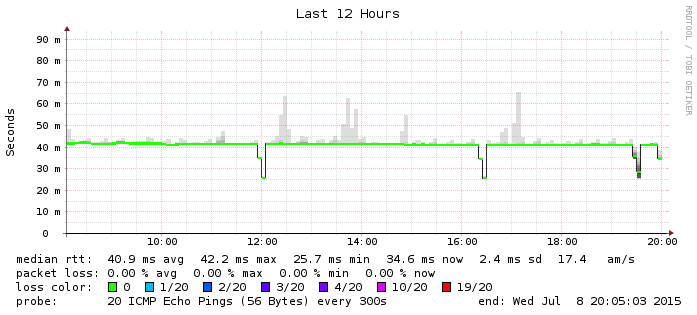 Last 12 Hours
RRDTOOL / TOBI OETIKER
Seconds
90 m
80 m
70 m
60 m
50 m
40 m
30 m
20 m
10 m
0
10:00 12:00 14:00 16:00 18:00 20:00
median rtt: 40.9 ms avg 42.2 ms max 25.7 ms min 34.6 ms now 2.4 ms sd 17.4 am/s
packet loss: 0.00 % avg 0.00 % max 0.00 % min 0.00 % now
loss color: 0 1/20 2/20 3/20 4/20 10/20 19/20
probe: 20 ICMP Echo Pings (56 Bytes) every 300s end: Wed Jul 8 20:05:03 2015